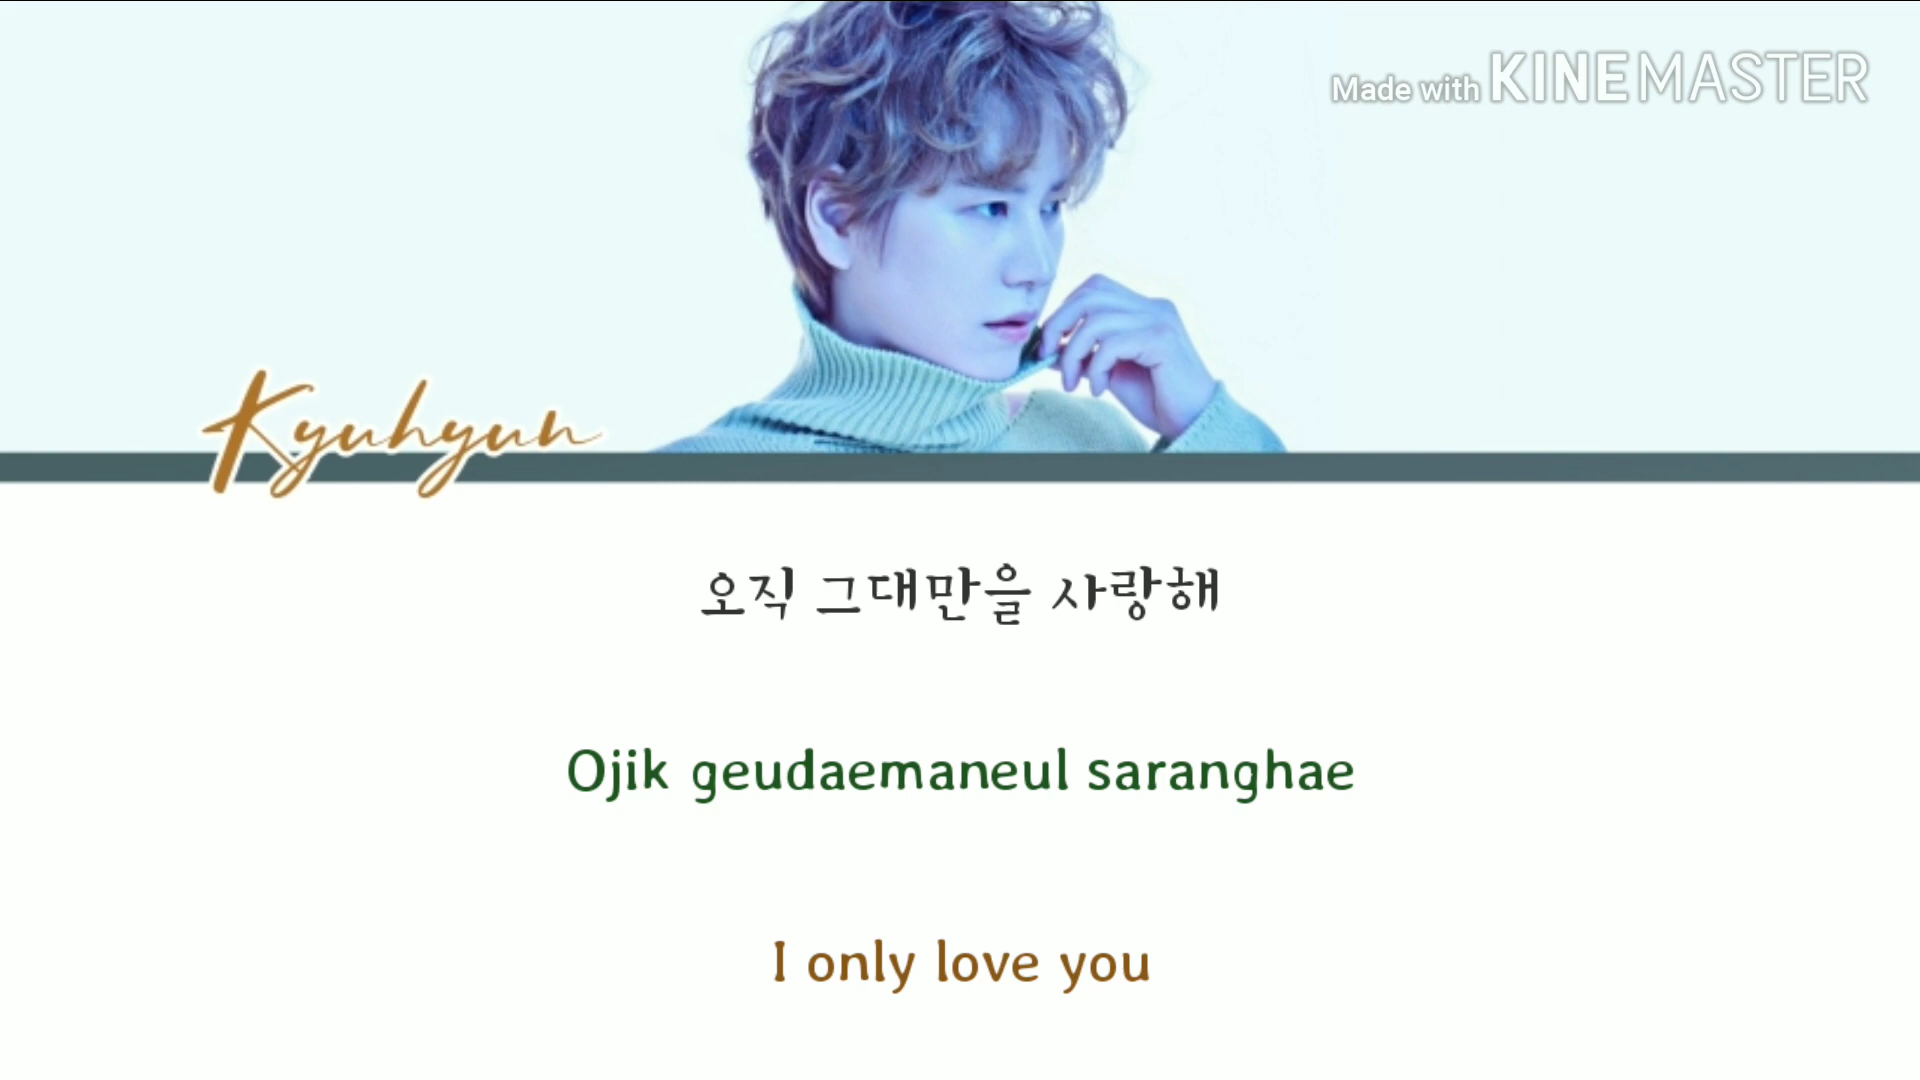 Made with KINEMASTER
Kyuhyun
오직 그대만을 사랑해
Ojik geudaemaneul saranghae
I only love you